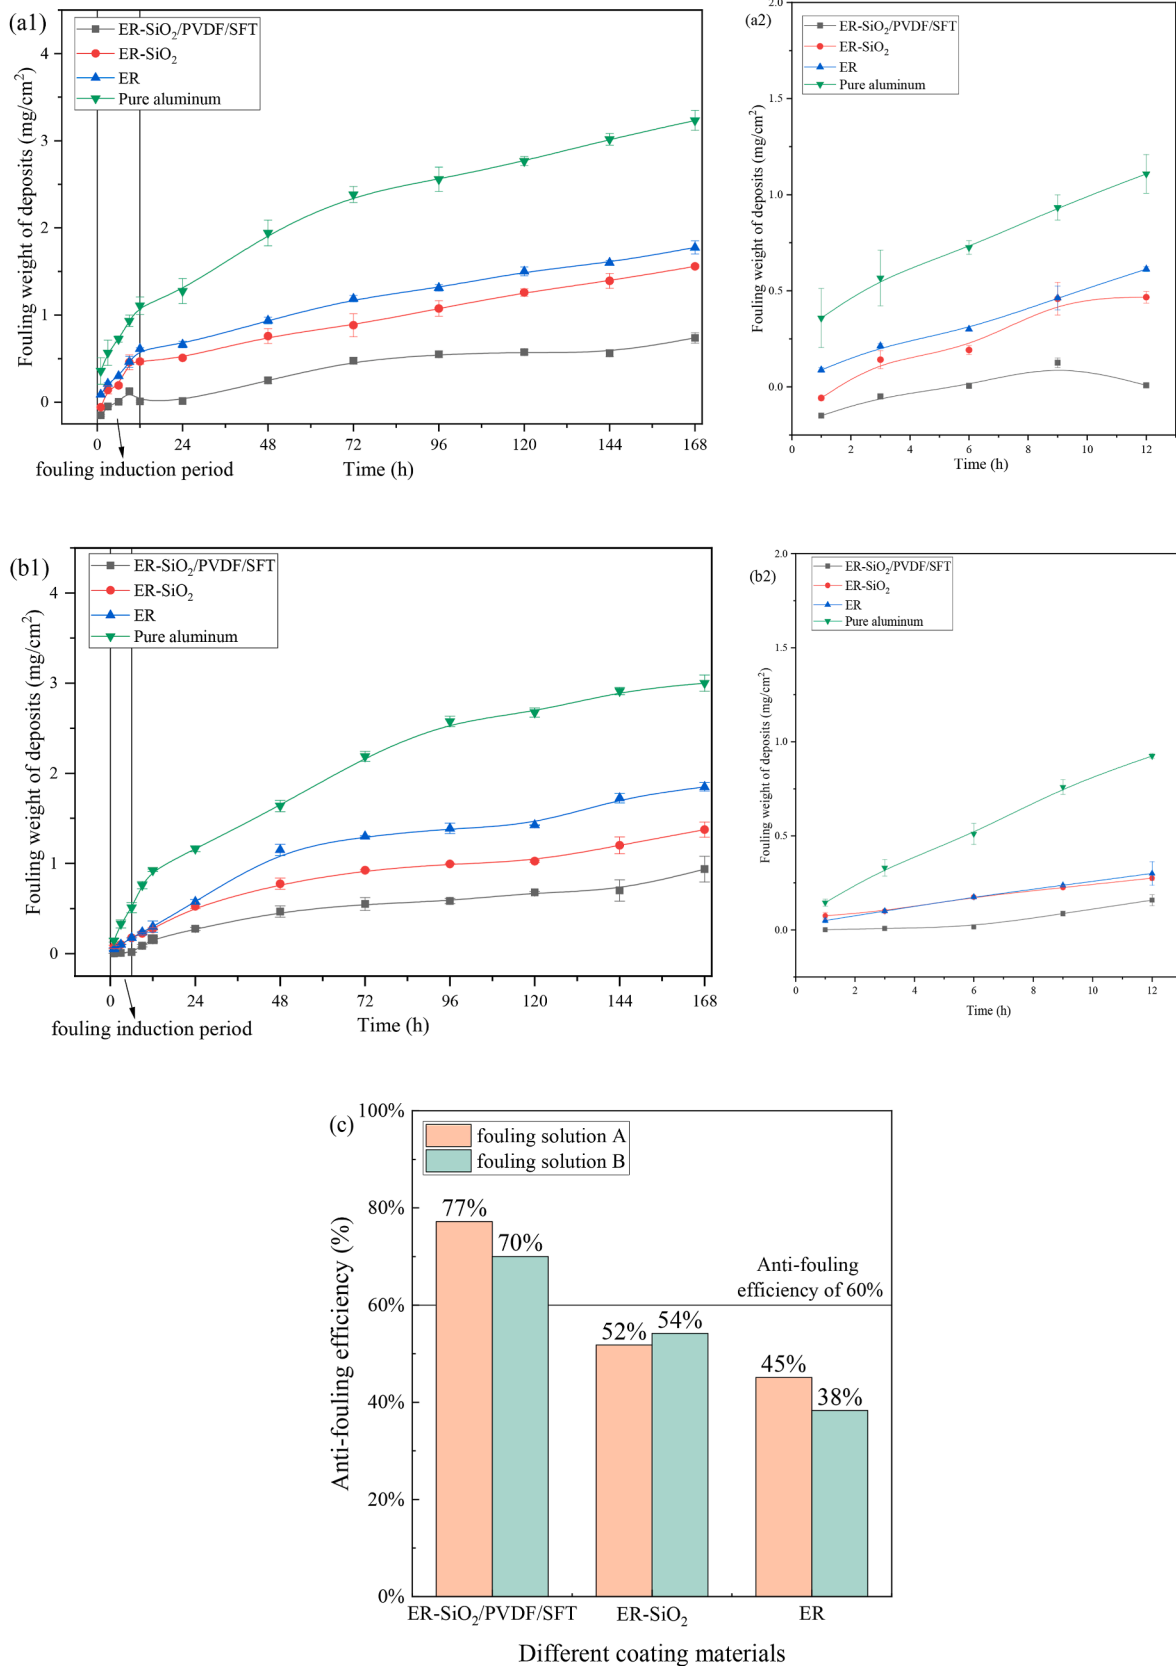 (a1)
ER-SiO₂/PVDF/SFT
ER-SiO₂
ER
Pure aluminum
Fouling weight of deposits (mg/cm²)
4
3
2
1
0
0 24 48 72 96 120 144 168
fouling induction period
Time (h)
(a2)
ER-SiO₂/PVDF/SFT
ER-SiO₂
ER
Pure aluminum
Fouling weight of deposits (mg/cm²)
2.0
1.5
1.0
0.5
0.0
0 2 4 6 8 10 12
Time (h)
(b1)
ER-SiO₂/PVDF/SFT
ER-SiO₂
ER
Pure aluminum
Fouling weight of deposits (mg/cm²)
4
3
2
1
0
0 24 48 72 96 120 144 168
fouling induction period
Time (h)
(b2)
ER-SiO₂/PVDF/SFT
ER-SiO₂
ER
Pure aluminum
Fouling weight of deposits (mg/cm²)
2.0
1.5
1.0
0.5
0.0
0 2 4 6 8 10 12
Time (h)
(c)
fouling solution A
fouling solution B
Anti-fouling efficiency (%)
100%
80%
60%
40%
20%
0%
77%
70%
52%
54%
45%
38%
Anti-fouling
efficiency of 60%
ER-SiO₂/PVDF/SFT ER-SiO₂ ER
Different coating materials